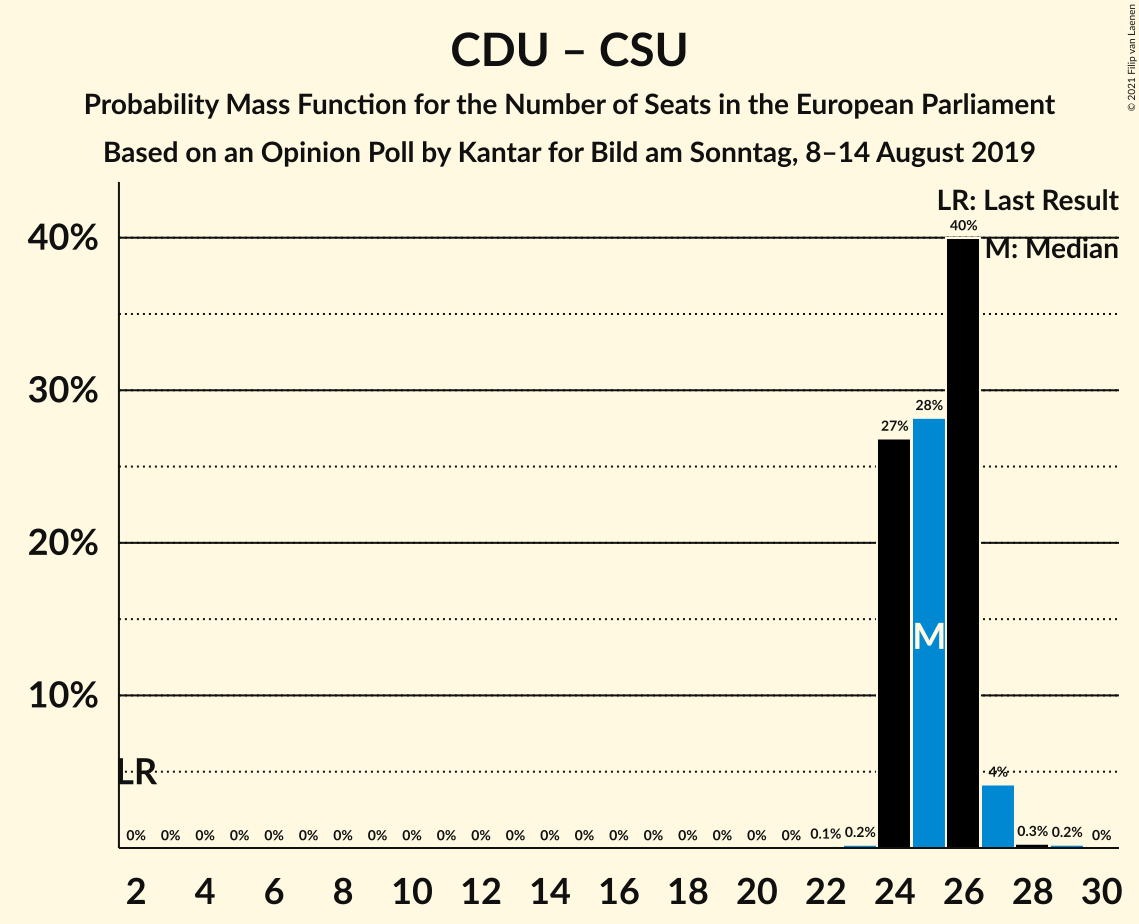 CDU – CSU
Probability Mass Function for the Number of Seats in the European Parliament
Based on an Opinion Poll by Kantar for Bild am Sonntag, 8–14 August 2019
© 2021 Filip van Laenen
LR: Last Result
M: Median
40%
30%
20%
10%
40%
28%
27%
M
LR
4%
0% 0% 0% 0% 0% 0% 0% 0% 0% 0% 0% 0% 0% 0% 0% 0% 0% 0% 0% 0% 0.1% 0.2% 0.3% 0.2% 0%
2 4 6 8 10 12 14 16 18 20 22 24 26 28 30